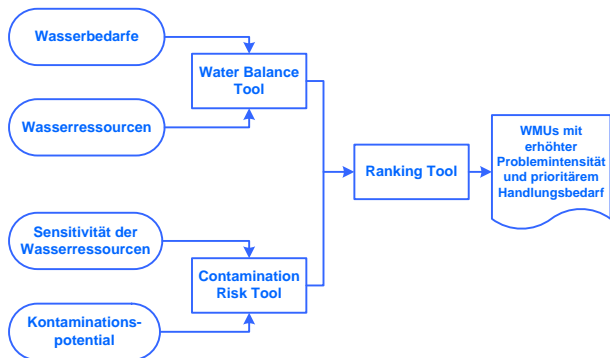 Wasserbedarfe
Water Balance
Tool
Wasserressourcen
WMUs mit
erhöhter
Problemintensität
und prioritärem
Handlungsbedarf
Ranking Tool
Sensitivität der
Wasserressourcen
Contamination
Risk Tool
Kontaminations-
potential